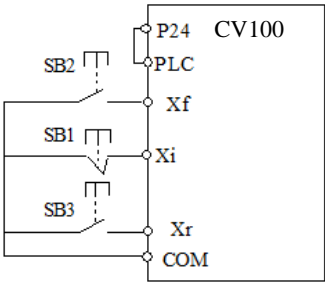 P24 CV100
SB2 PLC
Xf
SB1
Xi
SB3
Xr
COM